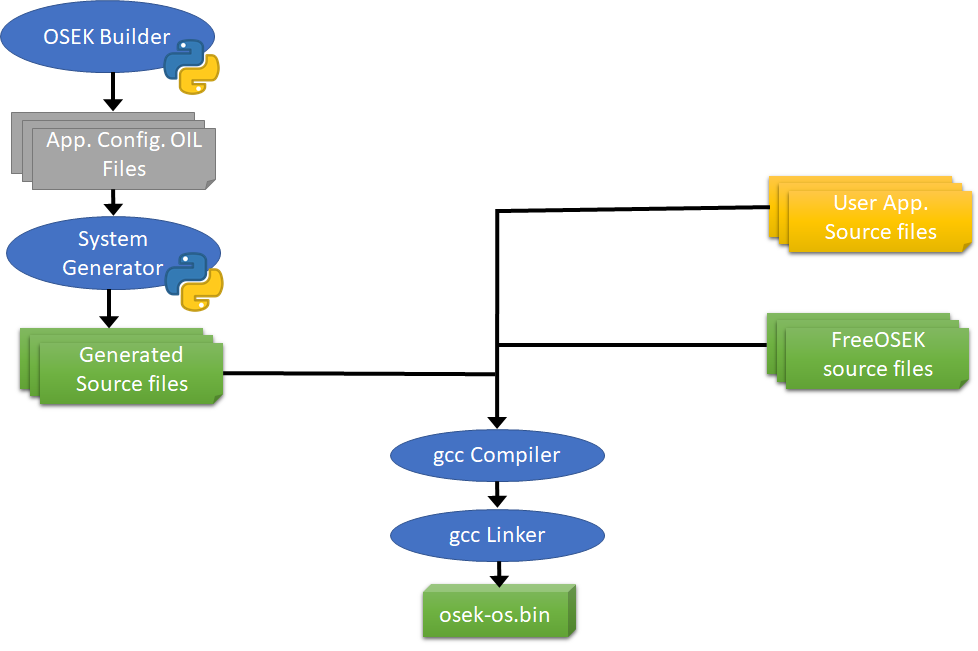 OSEK Builder
App. Config. OIL
Files
System
Generator
Generated
Source files
User App.
Source files
FreeOSEK
source files
gcc Compiler
gcc Linker
osek-os.bin